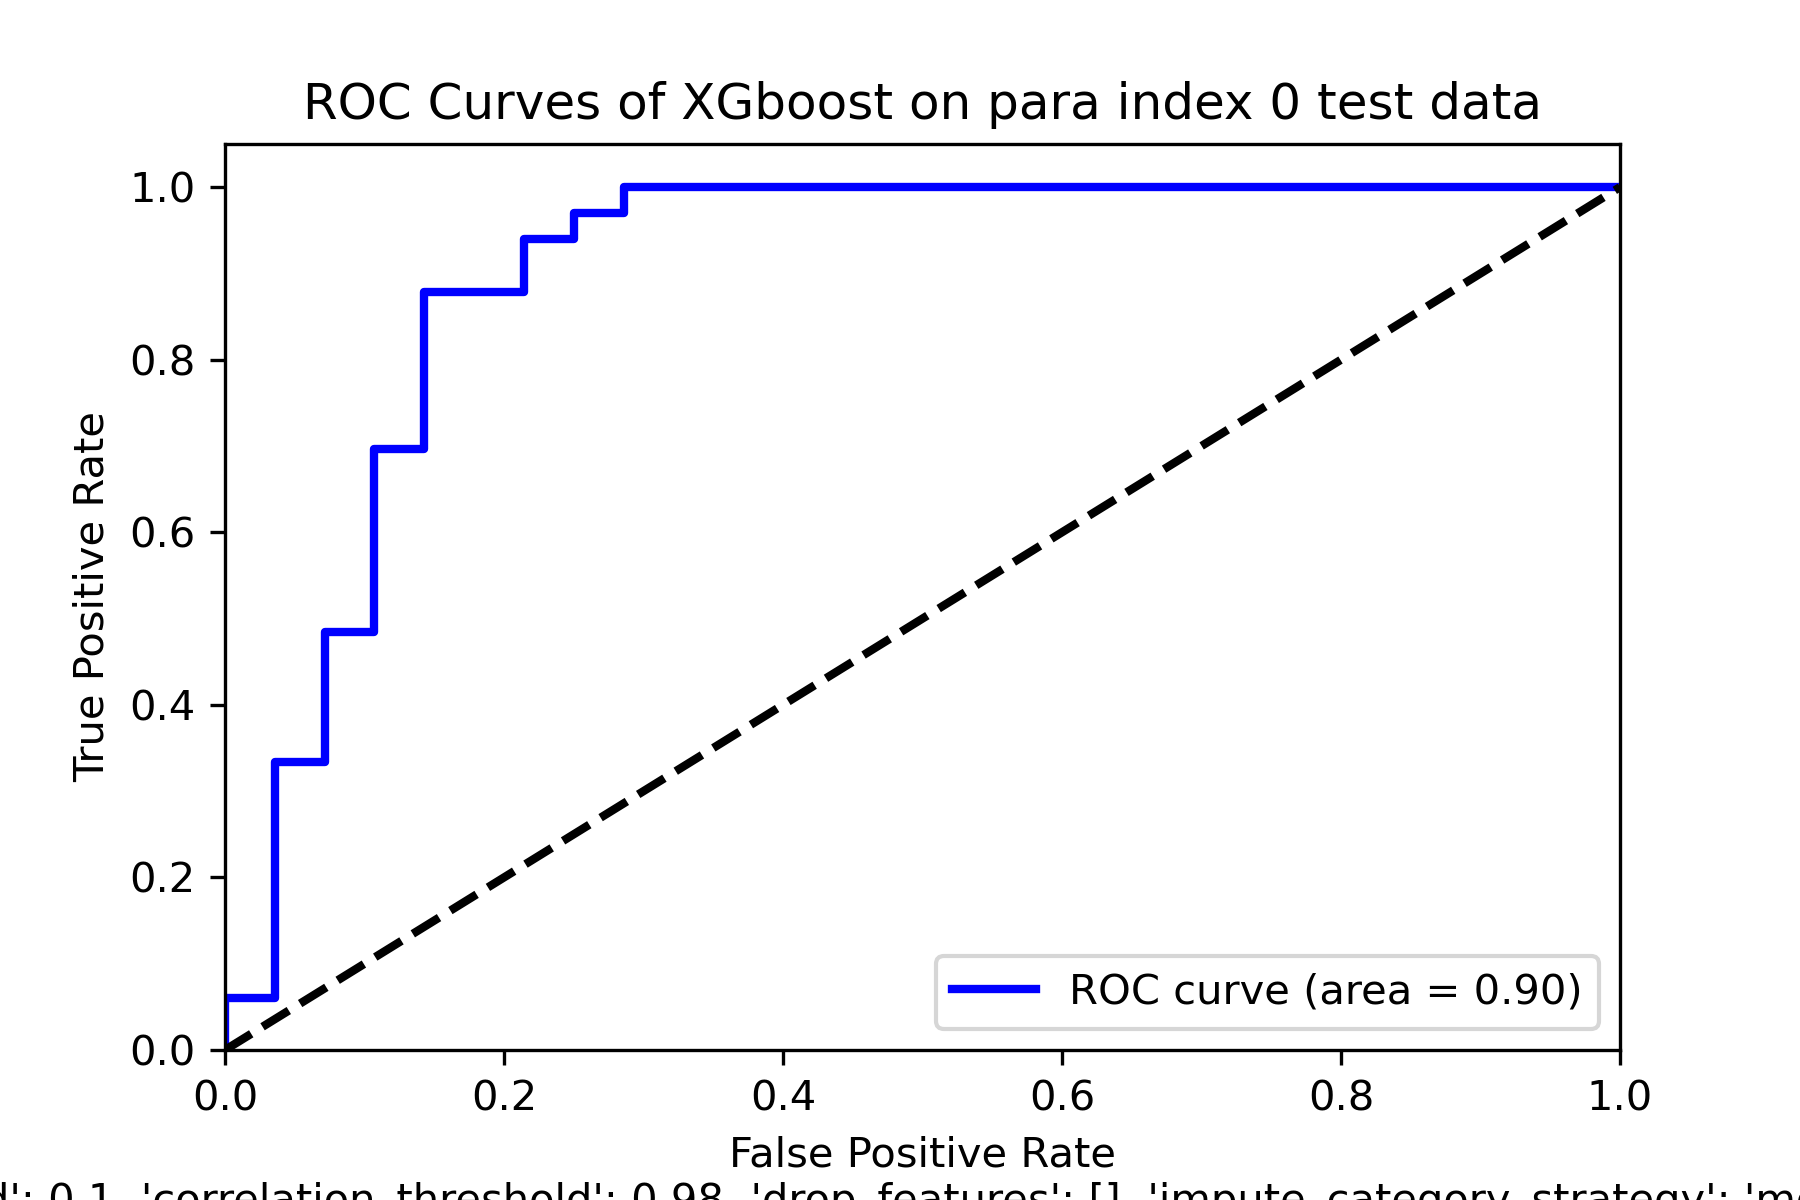 ROC Curves of XGboost on para index 0 test data
1.0
0.8
0.6
0.4
0.2
0.0
True Positive Rate
ROC curve (area = 0.90)
0.0 0.2 0.4 0.6 0.8 1.0
False Positive Rate
': 0.1, 'correlation_threshold': 0.98, 'drop_features': [], 'impute_category_strategy':